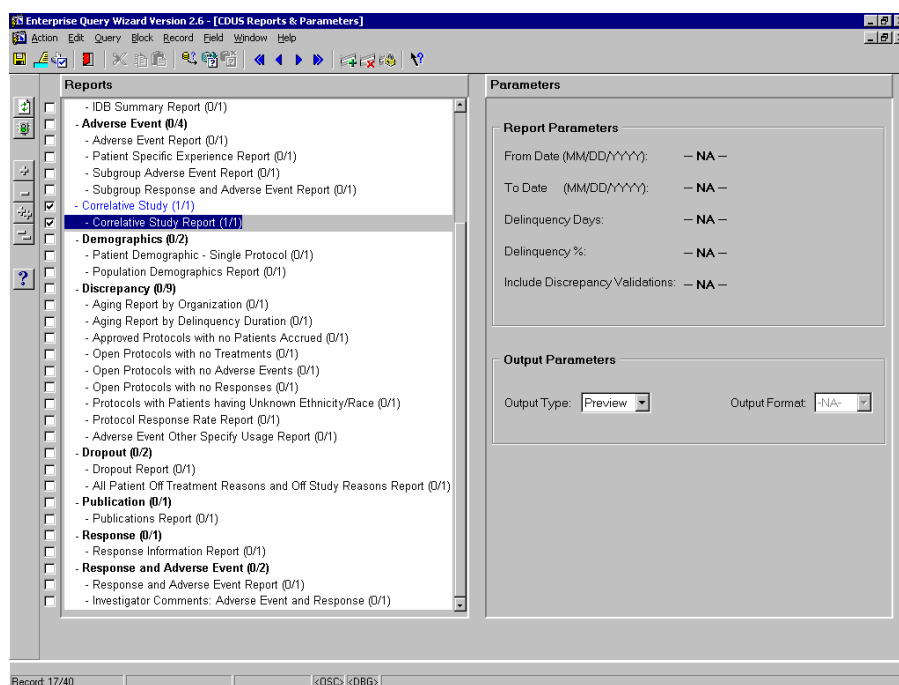 Enterprise Query Wizard Version 2.6 - [CDUS Reports & Parameters]
Action Edit Query Block Record Field Window Help
Reports
- IDB Summary Report (0/1)
- Adverse Event (0/4)
- Adverse Event Report (0/1)
- Patient Specific Experience Report (0/1)
- Subgroup Adverse Event Report (0/1)
- Subgroup Response and Adverse Event Report (0/1)
- Correlative Study (1/1)
- Correlative Study Report (1/1)
- Demographics (0/2)
- Patient Demographic - Single Protocol (0/1)
- Population Demographics Report (0/1)
- Discrepancy (0/9)
- Aging Report by Organization (0/1)
- Aging Report by Delinquency Duration (0/1)
- Approved Protocols with no Patients Accrued (0/1)
- Open Protocols with no Treatments (0/1)
- Open Protocols with no Adverse Events (0/1)
- Open Protocols with no Responses (0/1)
- Protocols with Patients having Unknown Ethnicity/Race (0/1)
- Protocol Response Rate Report (0/1)
- Adverse Event Other Specify Usage Report (0/1)
- Dropout (0/2)
- Dropout Report (0/1)
- All Patient Off Treatment Reasons and Off Study Reasons Report (0/1)
- Publication (0/1)
- Publications Report (0/1)
- Response (0/1)
- Response Information Report (0/1)
- Response and Adverse Event (0/2)
- Response and Adverse Event Report (0/1)
- Investigator Comments: Adverse Event and Response (0/1)
Parameters
Report Parameters
From Date (MM/DD/YYYY): – NA –
To Date (MM/DD/YYYY): – NA –
Delinquency Days: – NA –
Delinquency %: – NA –
Include Discrepancy Validations: – NA –
Output Parameters
Output Type: Preview Output Format: -NA-
Record: 17/40 <OSC> <DBG>